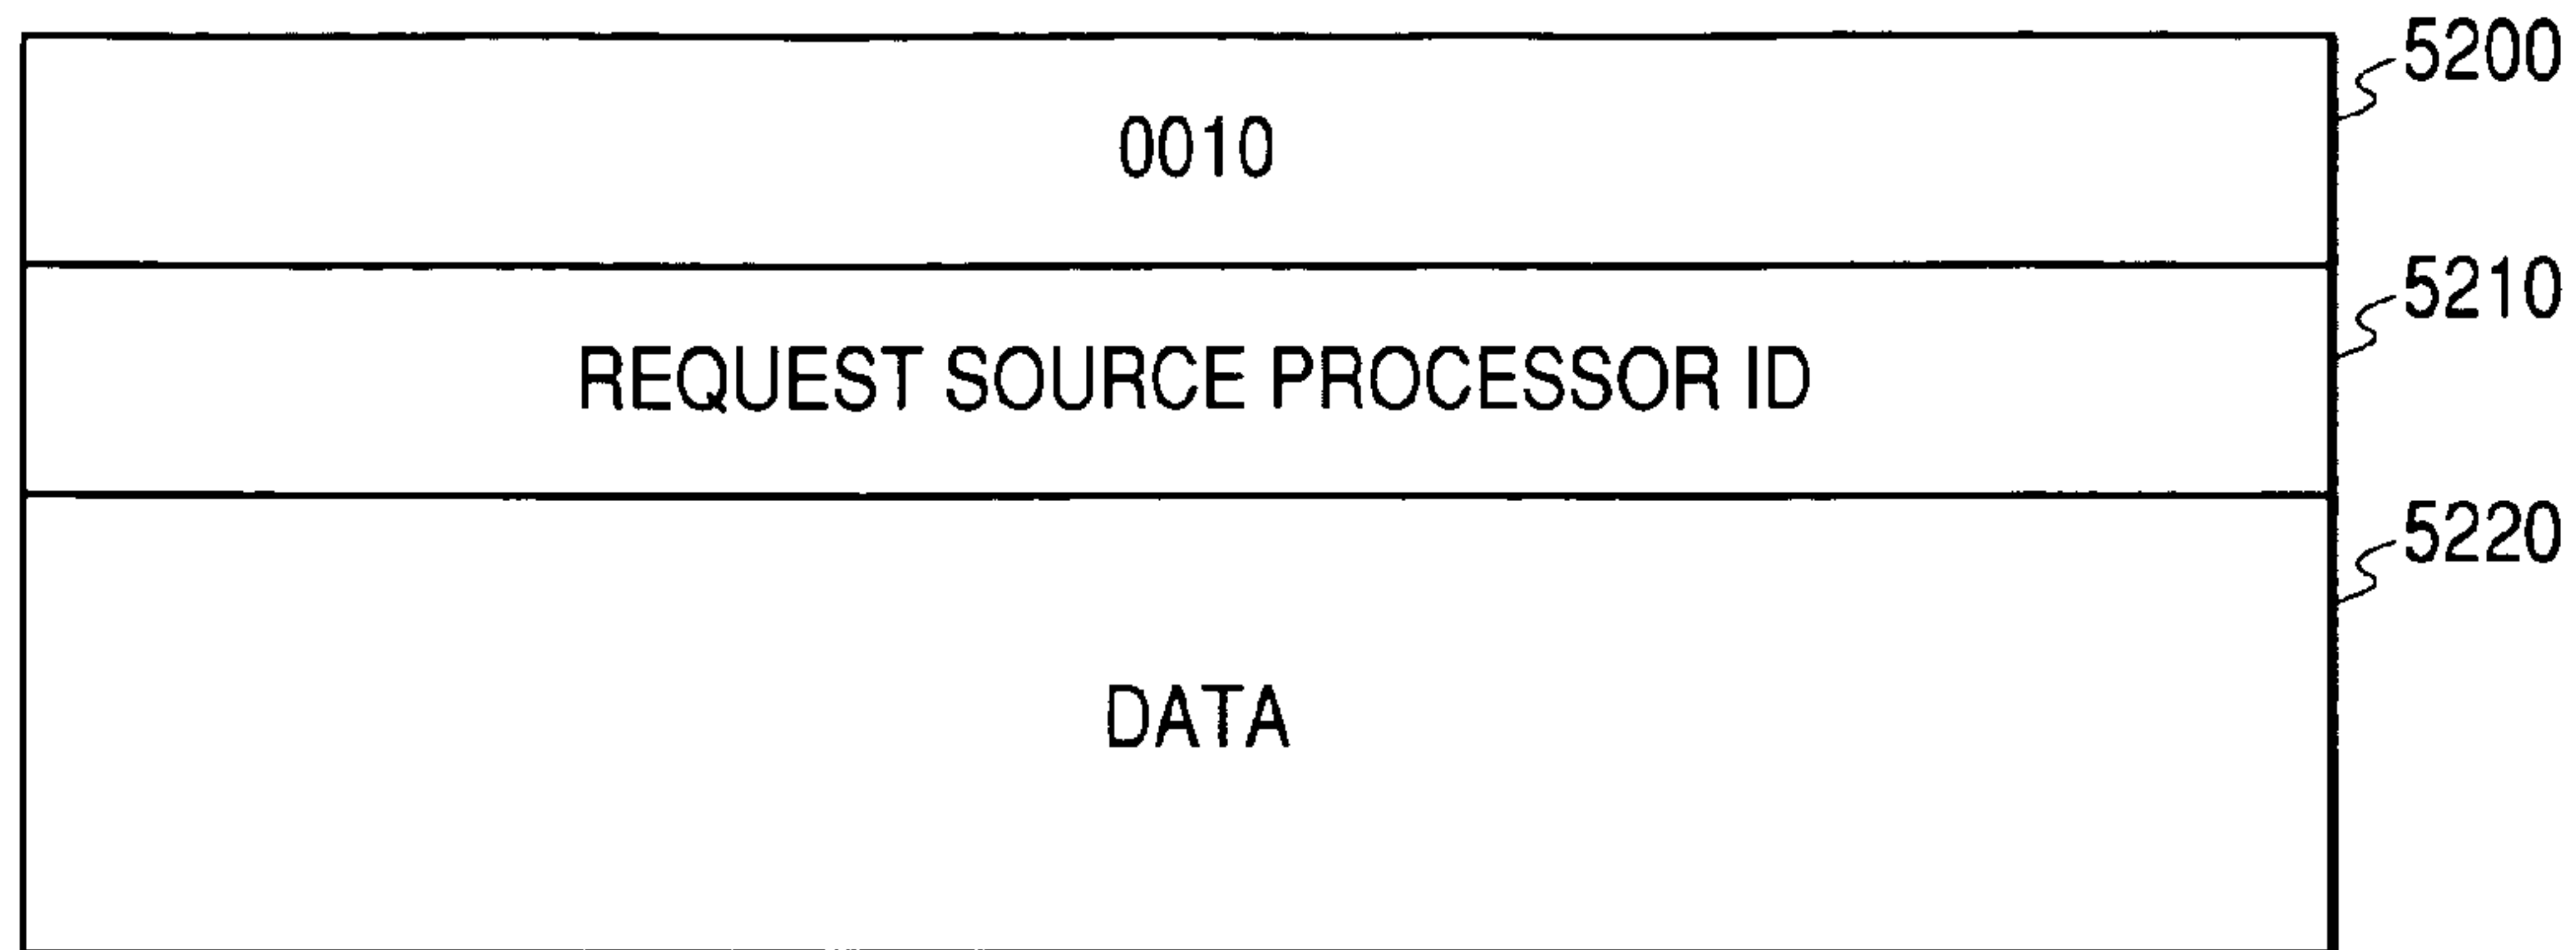 5200
0010
5210
REQUEST SOURCE PROCESSOR ID
5220
DATA